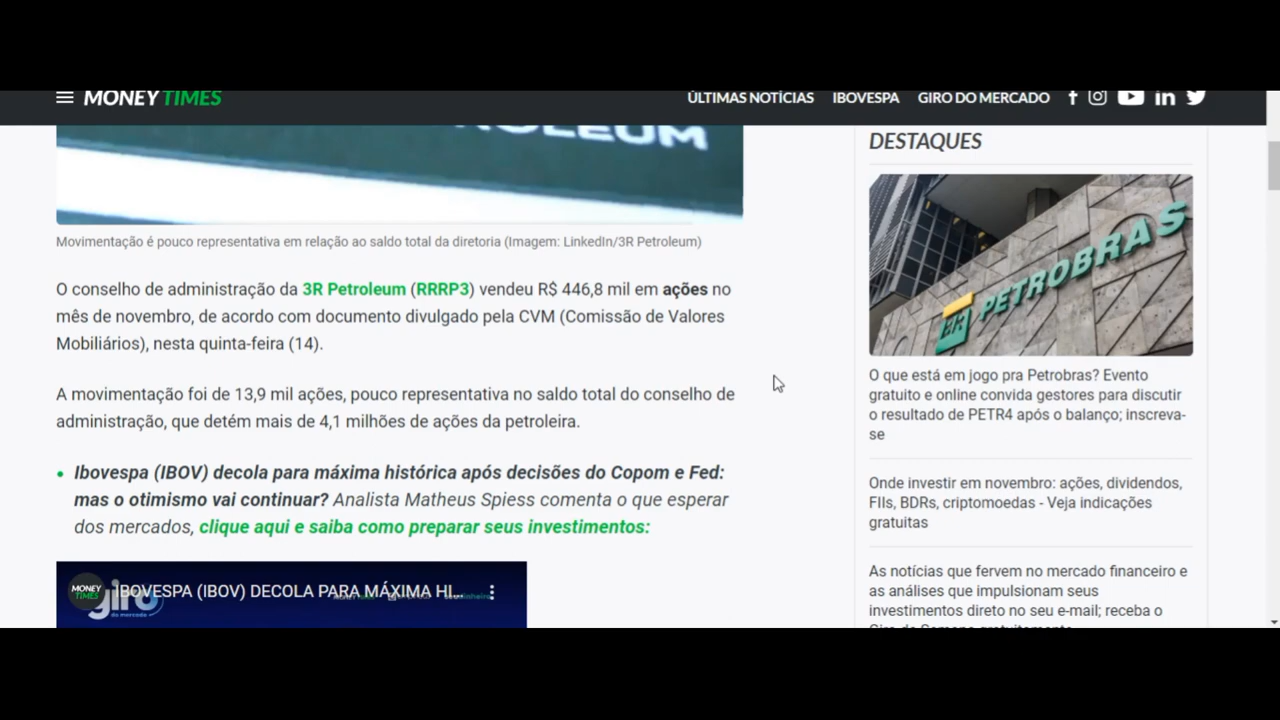 MONEY TIMES
ÚLTIMAS NOTÍCIAS IBOVESPA GIRO DO MERCADO
Movimentação é pouco representativa em relação ao saldo total da diretoria (Imagem: LinkedIn/3R Petroleum)
O conselho de administração da 3R Petroleum (RRRP3) vendeu R$ 446,8 mil em ações no
mês de novembro, de acordo com documento divulgado pela CVM (Comissão de Valores
Mobiliários), nesta quinta-feira (14).
A movimentação foi de 13,9 mil ações, pouco representativa no saldo total do conselho de
administração, que detém mais de 4,1 milhões de ações da petroleira.
• Ibovespa (IBOV) decola para máxima histórica após decisões do Copom e Fed:
mas o otimismo vai continuar? Analista Matheus Spiess comenta o que esperar
dos mercados, clique aqui e saiba como preparar seus investimentos:
MONEY TIMES
giro
do mercado
IBOVESPA (IBOV) DECOLA PARA MÁXIMA HI...
DESTAQUES
PETROBRAS
BR
O que está em jogo pra Petrobras? Evento
gratuito e online convida gestores para discutir
o resultado de PETR4 após o balanço; inscreva-
se
Onde investir em novembro: ações, dividendos,
FIIs, BDRs, criptomoedas - Veja indicações
gratuitas
As notícias que fervem no mercado financeiro e
as análises que impulsionam seus
investimentos direto no seu e-mail; receba o